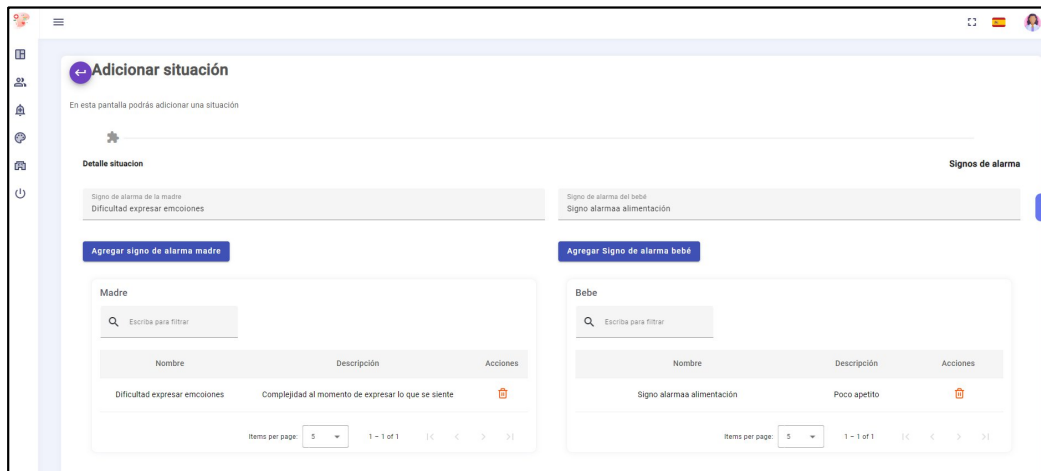 Adicionar situación
En esta pantalla podrás adicionar una situación
Detalle situacion
Signos de alarma
Signo de alarma de la madre
Dificultad expresar emcoiones
Signo de alarma del bebé
Signo alarmaa alimentación
Agregar signo de alarma madre
Agregar Signo de alarma bebé
Madre
Escriba para filtrar
Nombre Descripción Acciones
Dificultad expresar emcoiones Complejidad al momento de expresar lo que se siente
Items per page: 5 1 – 1 of 1
Bebe
Escriba para filtrar
Nombre Descripción Acciones
Signo alarmaa alimentación Poco apetito
Items per page: 5 1 – 1 of 1